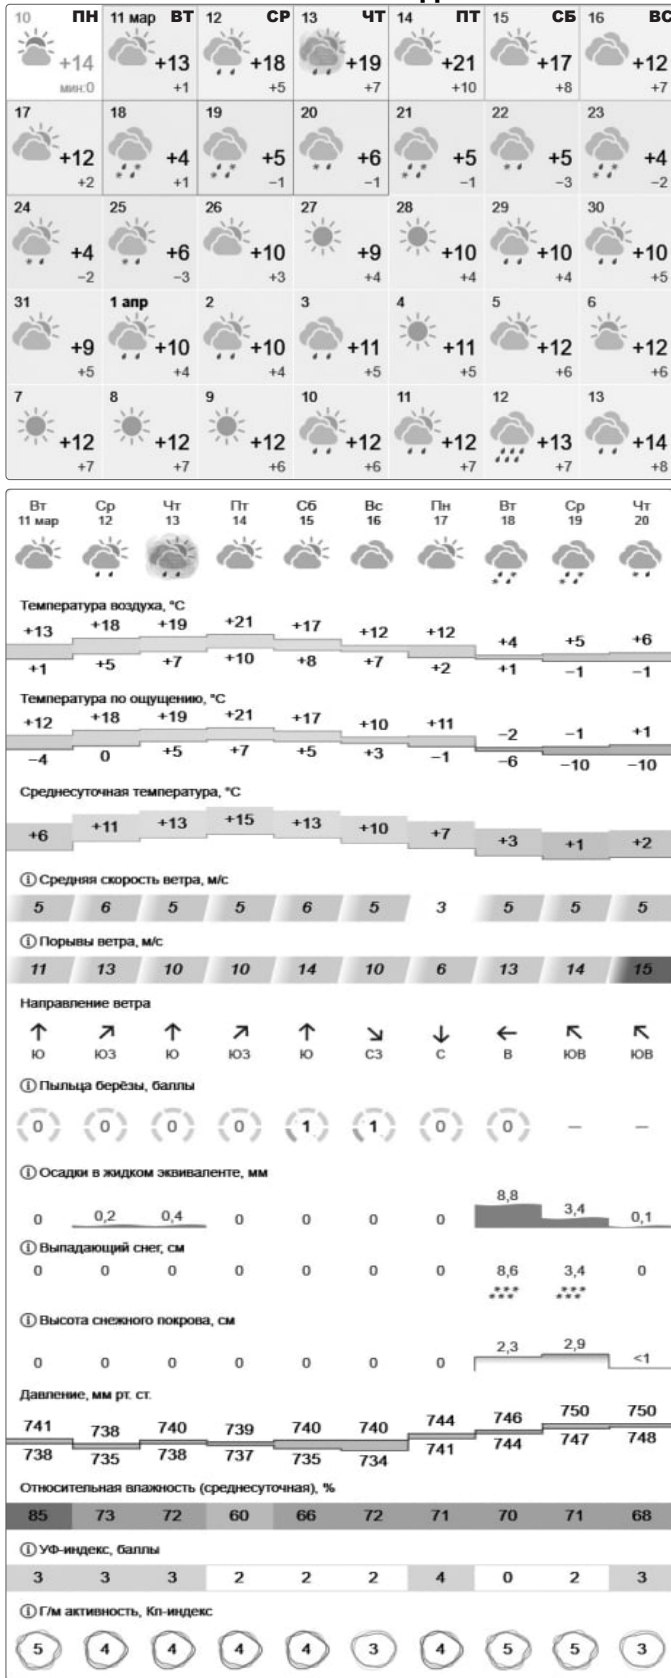 10 ПН 11 мар ВТ 12 СР 13 ЧТ 14 ПТ 15 СБ 16 ВС
+14 +13 +18 +19 +21 +17 +12
мин:0 +1 +5 +7 +10 +8 +7
17 18 19 20 21 22 23
+12 +4 +5 +6 +5 +5 +4
+2 +1 −1 −1 −1 −3 −2
24 25 26 27 28 29 30
+4 +6 +10 +9 +10 +10 +10
−2 −3 +3 +4 +4 +4 +5
31 1 апр 2 3 4 5 6
+9 +10 +10 +11 +11 +12 +12
+5 +4 +4 +5 +5 +6 +6
7 8 9 10 11 12 13
+12 +12 +12 +12 +12 +13 +14
+7 +7 +6 +6 +7 +7 +8
Вт Ср Чт Пт Сб Вс Пн Вт Ср Чт
11 мар 12 13 14 15 16 17 18 19 20
Температура воздуха, °C
+13 +18 +19 +21 +17 +12 +12 +4 +5 +6
+1 +5 +7 +10 +8 +7 +2 +1 −1 −1
Температура по ощущению, °C
+12 +18 +19 +21 +17 +10 +11 −2 −1 +1
−4 0 +5 +7 +5 +3 −1 −6 −10 −10
Среднесуточная температура, °C
+6 +11 +13 +15 +13 +10 +7 +3 +1 +2
Средняя скорость ветра, м/с
5 6 5 5 6 5 3 5 5 5
Порывы ветра, м/с
11 13 10 10 14 10 6 13 14 15
Направление ветра
Ю ЮЗ Ю ЮЗ Ю СЗ С В ЮВ ЮВ
Пыльца берёзы, баллы
0 0 0 0 1 1 0 0 — —
Осадки в жидком эквиваленте, мм
0 0,2 0,4 0 0 0 0 8,8 3,4 0,1
Выпадающий снег, см
0 0 0 0 0 0 0 8,6 3,4 0
Высота снежного покрова, см
0 0 0 0 0 0 0 2,3 2,9 <1
Давление, мм рт. ст.
741 738 740 739 740 740 744 746 750 750
738 735 738 737 735 734 741 744 747 748
Относительная влажность (среднесуточная), %
85 73 72 60 66 72 71 70 71 68
УФ-индекс, баллы
3 3 3 2 2 2 4 0 2 3
Г/м активность, Кп-индекс
5 4 4 4 4 3 4 5 5 3